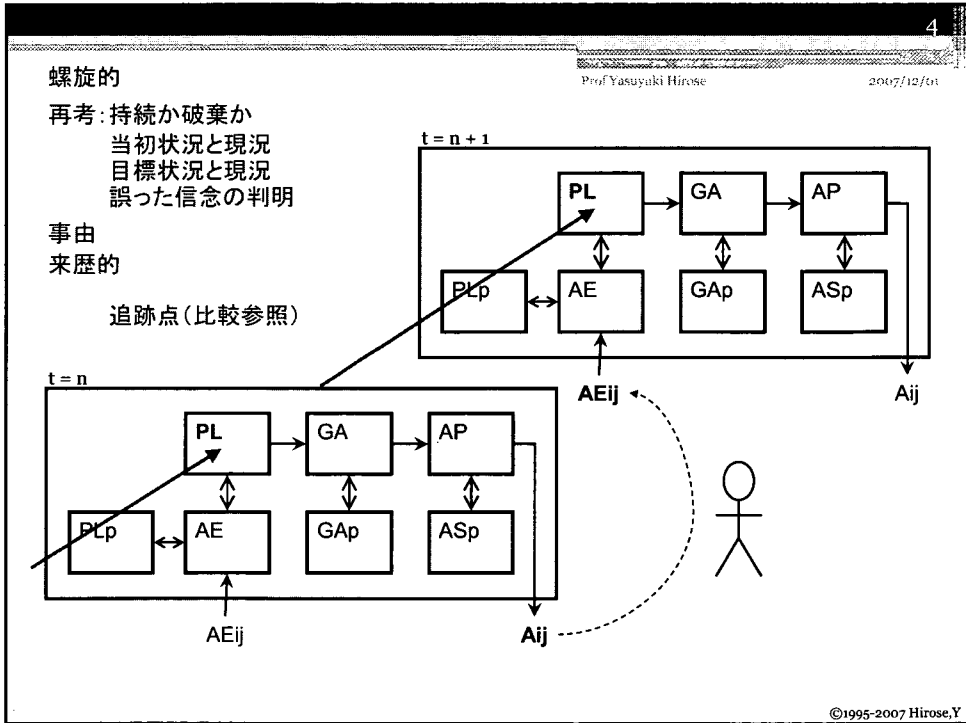 4
Prof Yasuyuki Hirose 2007/12/01
螺旋的
再考：持続か破棄か
当初状況と現況
目標状況と現況
誤った信念の判明
事由
来歴的
追跡点（比較参照）
t = n + 1
PL GA AP
PLp AE GAp ASp
AEij Aij
t = n
PL GA AP
PLp AE GAp ASp
AEij Aij
©1995-2007 Hirose,Y